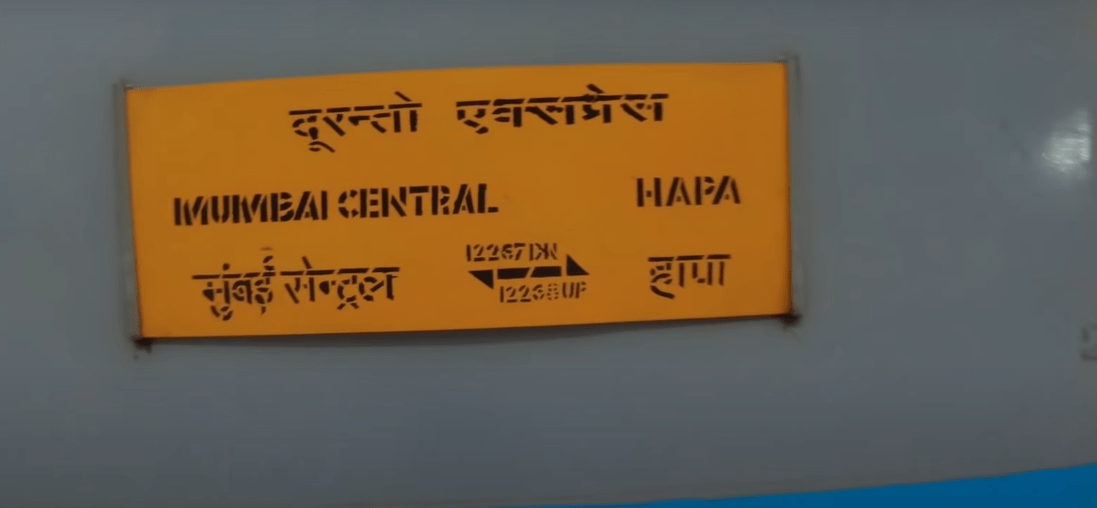 दूरन्तो एक्सप्रेस
MUMBAI CENTRAL HAPA
12267 DN
मुंबई सेन्ट्रल हापा
12268 UP